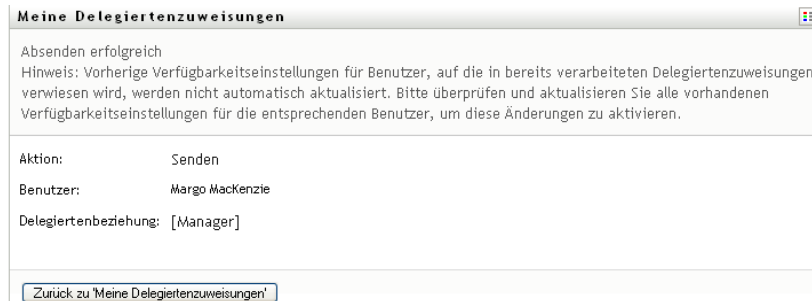 Meine Delegiertenzuweisungen
Absenden erfolgreich
Hinweis: Vorherige Verfügbarkeitseinstellungen für Benutzer, auf die in bereits verarbeiteten Delegiertenzuweisungen
verwiesen wird, werden nicht automatisch aktualisiert. Bitte überprüfen und aktualisieren Sie alle vorhandenen
Verfügbarkeitseinstellungen für die entsprechenden Benutzer, um diese Änderungen zu aktivieren.
Aktion: Senden
Benutzer: Margo MacKenzie
Delegiertenbeziehung: [Manager]
Zurück zu 'Meine Delegiertenzuweisungen'